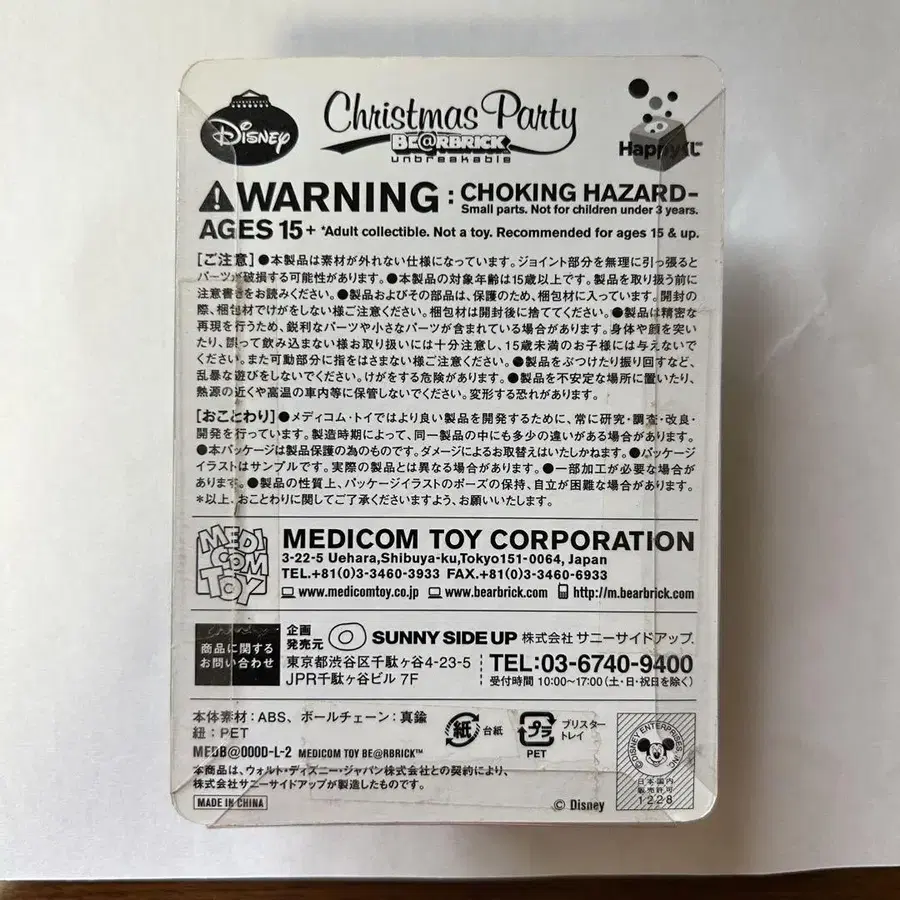 Disney
Christmas Party
BE@RBRICK
unbreakable
Happyくじ
WARNING : CHOKING HAZARD-
Small parts. Not for children under 3 years.
AGES 15+ *Adult collectible. Not a toy. Recommended for ages 15 & up.
[ご注意]●本製品は素材が外れない仕様になっています。ジョイント部分を無理に引っ張ると
パーツが破損する可能性があります。●本製品の対象年齢は15歳以上です。製品を取り扱う前に
注意書きをお読みください。●製品およびその部品は、保護のため、梱包材に入っています。開封の
際、梱包材でけがをしない様ご注意ください。梱包材は開封後に捨ててください。●製品は精密な
再現を行うため、鋭利なパーツや小さなパーツが含まれている場合があります。身体や顔を突い
たり、誤って飲み込まない様お取り扱いには十分注意し、15歳未満のお子様には与えないで
ください。また可動部分に指をはさまない様ご注意ください。●製品をぶつけたり振り回すなど、
乱暴な遊びをしないでください。けがをする危険があります。●製品を不安定な場所に置いたり、
熱源の近くや高温の車内等に保管しないでください。変形する恐れがあります。
[おことわり]●メディコム・トイではより良い製品を開発するために、常に研究・調査・改良・
開発を行っています。製造時期によって、同一製品の中にも多少の違いがある場合があります。
●本パッケージは製品保護の為のものです。ダメージによるお取替えはいたしかねます。●パッケージ
イラストはサンプルです。実際の製品とは異なる場合があります。●一部加工が必要な場合が
あります。●製品の性質上、パッケージイラストのポーズの保持、自立が困難な場合があります。
*以上、おことわりに関してご了承くださいますよう、お願いいたします。
MEDI
COM
TOY
MEDICOM TOY CORPORATION
3-22-5 Uehara,Shibuya-ku,Tokyo151-0064, Japan
TEL.+81(0)3-3460-3933 FAX.+81(0)3-3460-6933
www.medicomtoy.co.jp www.bearbrick.com http://m.bearbrick.com
商品に関する
お問い合わせ
企画
発売元 SUNNY SIDE UP 株式会社 サニーサイドアップ.
東京都渋谷区千駄ヶ谷4-23-5
JPR千駄ヶ谷ビル 7F
TEL:03-6740-9400
受付時間 10:00~17:00(土・日・祝日を除く)
本体素材:ABS、ボールチェーン:真鍮
紐:PET
紙 台紙
プラ
PET
ブリスター
トレイ
MEDB@000D-L-2 MEDICOM TOY BE@RBRICK™
本商品は、ウォルト・ディズニー・ジャパン株式会社との契約により、
株式会社サニーサイドアップが製造したものです。
MADE IN CHINA
© Disney
©DISNEY ENTERPRISES, INC.
日本国内
販売許可
1228